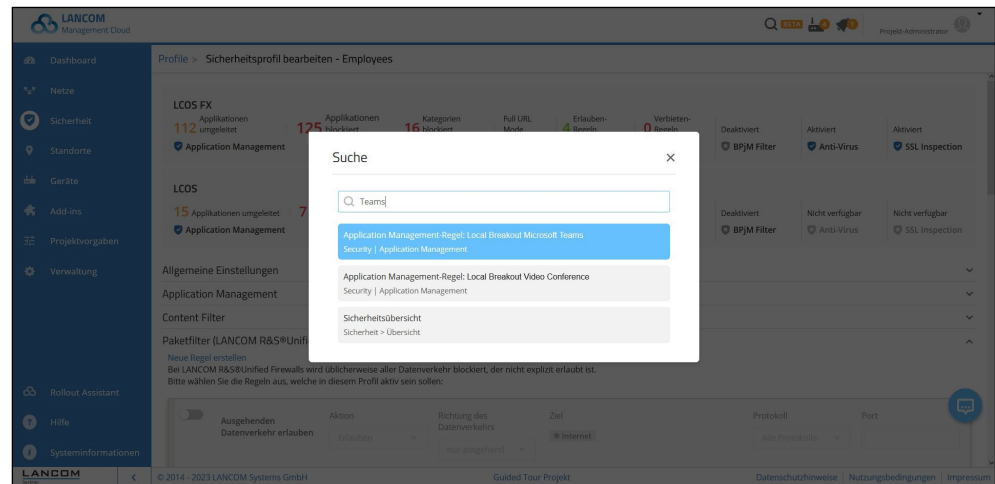 LANCOM
Management Cloud
BETA
Projekt-Administrator
Dashboard
Netze
Sicherheit
Standorte
Geräte
Add-ins
Projektvorgaben
Verwaltung
Rollout Assistant
Hilfe
Systeminformationen
LANCOM
Profile > Sicherheitsprofil bearbeiten - Employees
LCOS FX
112 Applikationen umgeleitet
125 Applikationen blockiert
16 Kategorien blockiert
Full URL Mode
4 Erlauben-Regeln
0 Verbieten-Regeln
Deaktiviert
Aktiviert
Aktiviert
Application Management
BPjM Filter
Anti-Virus
SSL Inspection
LCOS
15 Applikationen umgeleitet
7
Deaktiviert
Nicht verfügbar
Nicht verfügbar
Application Management
BPjM Filter
Anti-Virus
SSL Inspection
Suche
Teams
Application Management-Regel: Local Breakout Microsoft Teams
Security | Application Management
Application Management-Regel: Local Breakout Video Conference
Security | Application Management
Sicherheitsübersicht
Sicherheit > Übersicht
Allgemeine Einstellungen
Application Management
Content Filter
Paketfilter (LANCOM R&S®Unifi
Neue Regel erstellen
Bei LANCOM R&S®Unified Firewalls wird üblicherweise aller Datenverkehr blockiert, der nicht explizit erlaubt ist.
Bitte wählen Sie die Regeln aus, welche in diesem Profil aktiv sein sollen:
Ausgehenden
Datenverkehr erlauben
Aktion
Erlauben
Richtung des
Datenverkehrs
nur ausgehend
Ziel
Internet
Protokoll
Alle Protokolle
Port
© 2014 - 2023 LANCOM Systems GmbH
Guided Tour Projekt
Datenschutzhinweise | Nutzungsbedingungen | Impressum